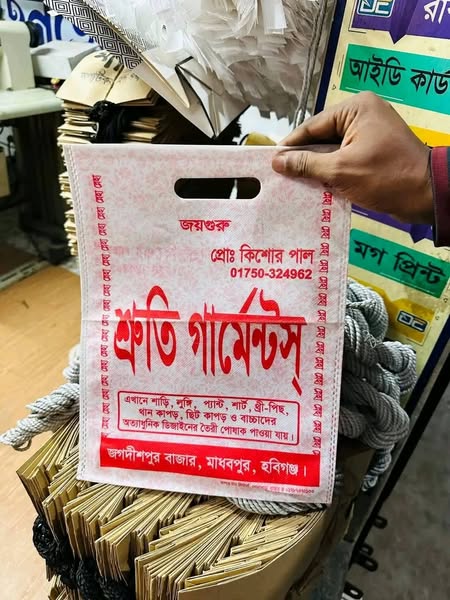 আইডি কার্ড
মগ প্রিন্ট
জয়গুরু
প্রোঃ কিশোর পাল
01750-324962
শ্রুতি গার্মেন্টস্
এখানে শাড়ি, লুঙ্গি, প্যান্ট, শার্ট, থ্রী-পিছ,
থান কাপড়, ছিট কাপড় ও বাচ্চাদের
অত্যাধুনিক ডিজাইনের তৈরী পোষাক পাওয়া যায়।
জগদীশপুর বাজার, মাধবপুর, হবিগঞ্জ।